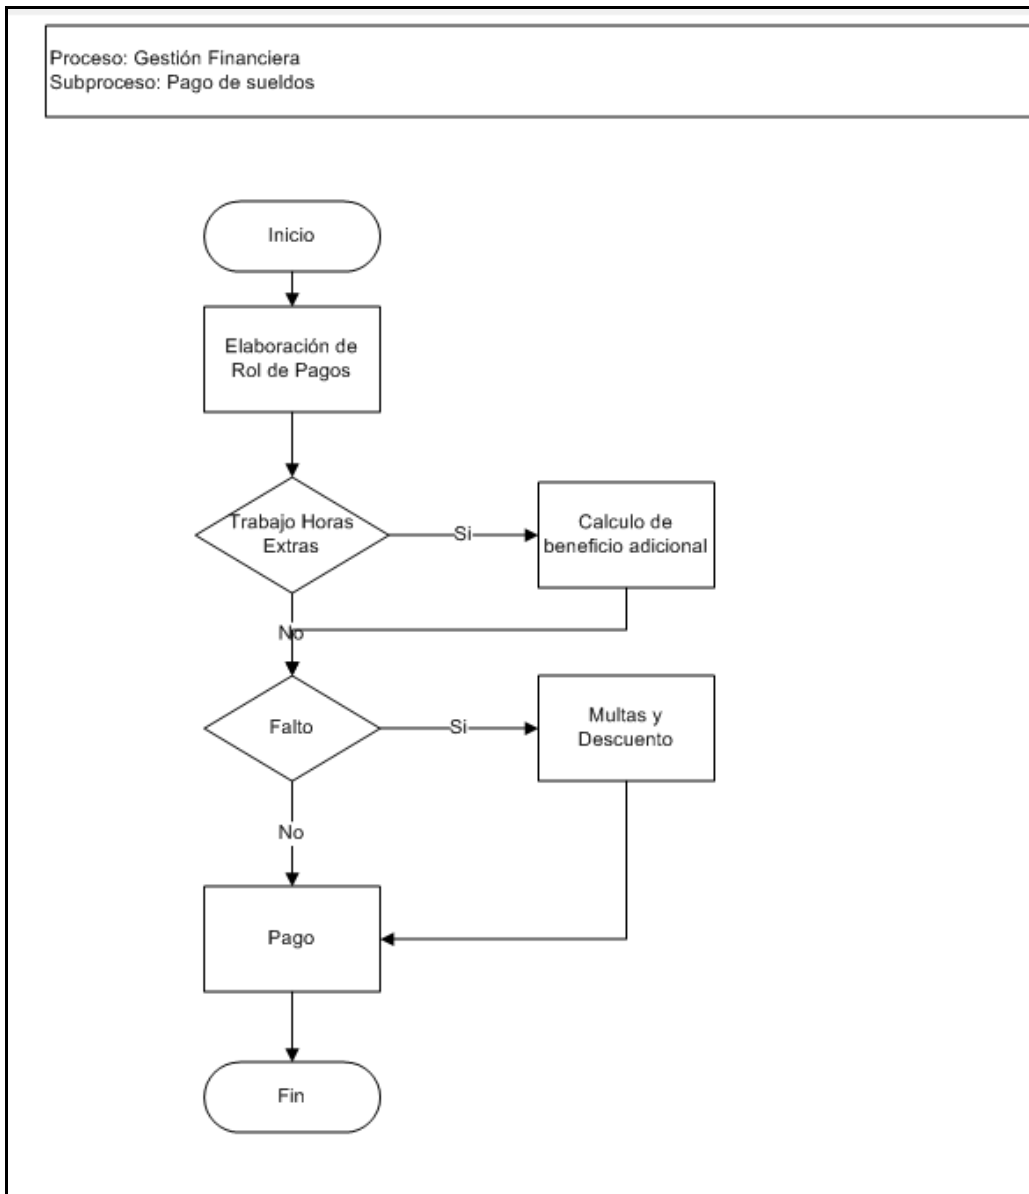 Proceso: Gestión Financiera
Subproceso: Pago de sueldos
Inicio
Elaboración de
Rol de Pagos
Trabajo Horas
Extras
Si
Calculo de
beneficio adicional
No
Falto
Si
Multas y
Descuento
No
Pago
Fin